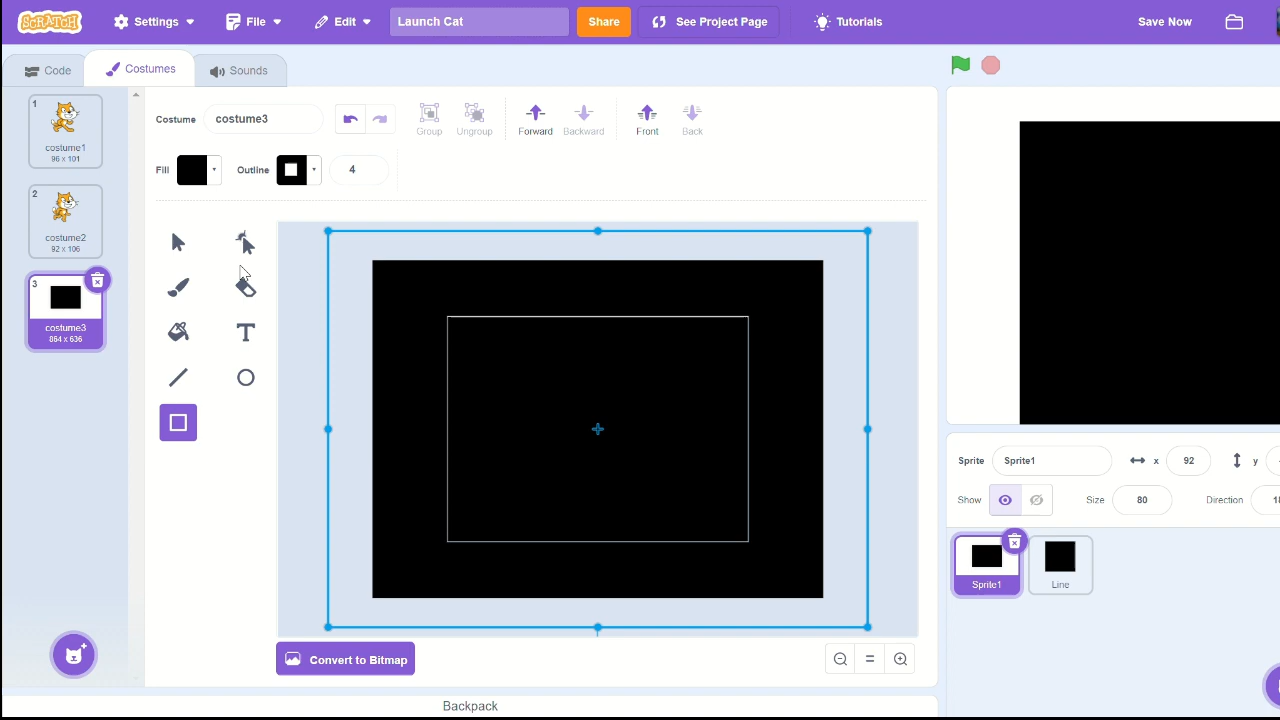 SCRATCH
Settings
File
Edit
Launch Cat
Share
See Project Page
Tutorials
Save Now
Code
Costumes
Sounds
1
costume1
96 x 101
2
costume2
92 x 106
3
costume3
864 x 636
Costume
costume3
Group
Ungroup
Forward
Backward
Front
Back
Fill
Outline
4
T
Convert to Bitmap
Backpack
Sprite
Sprite1
x
92
y
Show
Size
80
Direction
Sprite1
Line